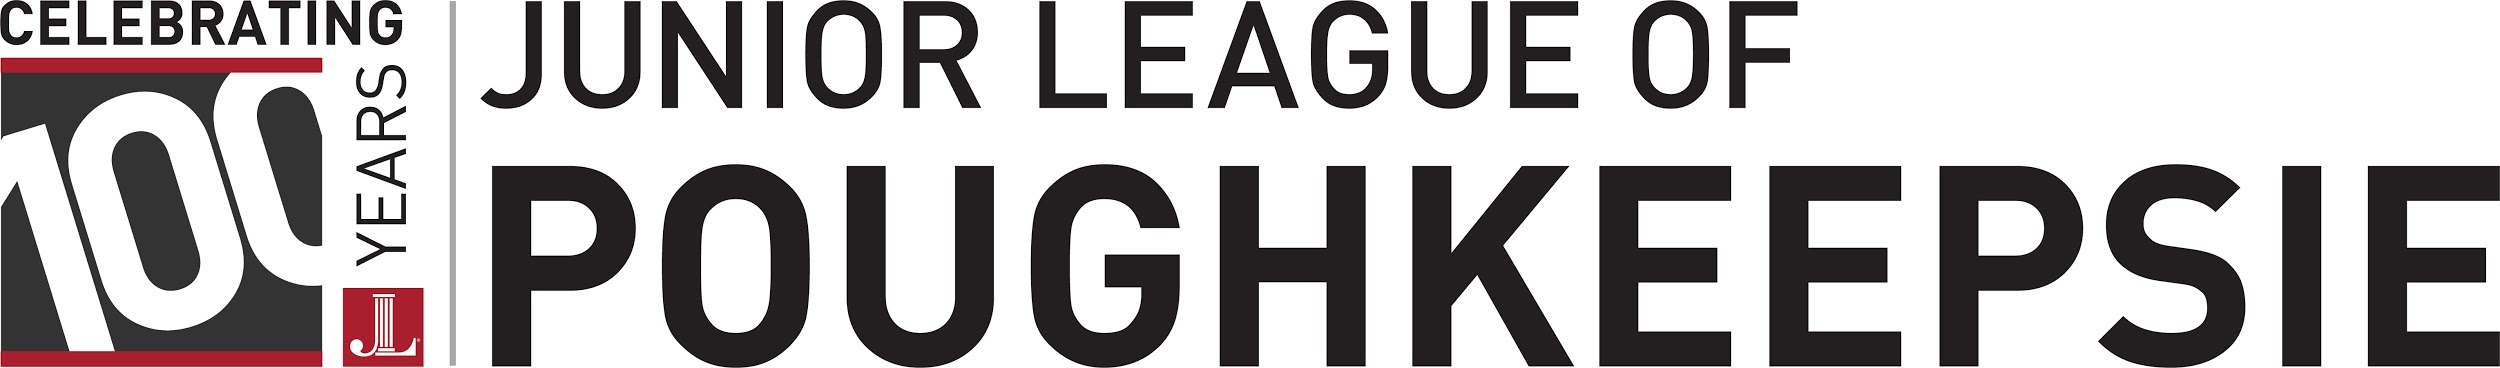 CELEBRATING
100
YEARS
JL
JUNIOR LEAGUE OF
POUGHKEEPSIE